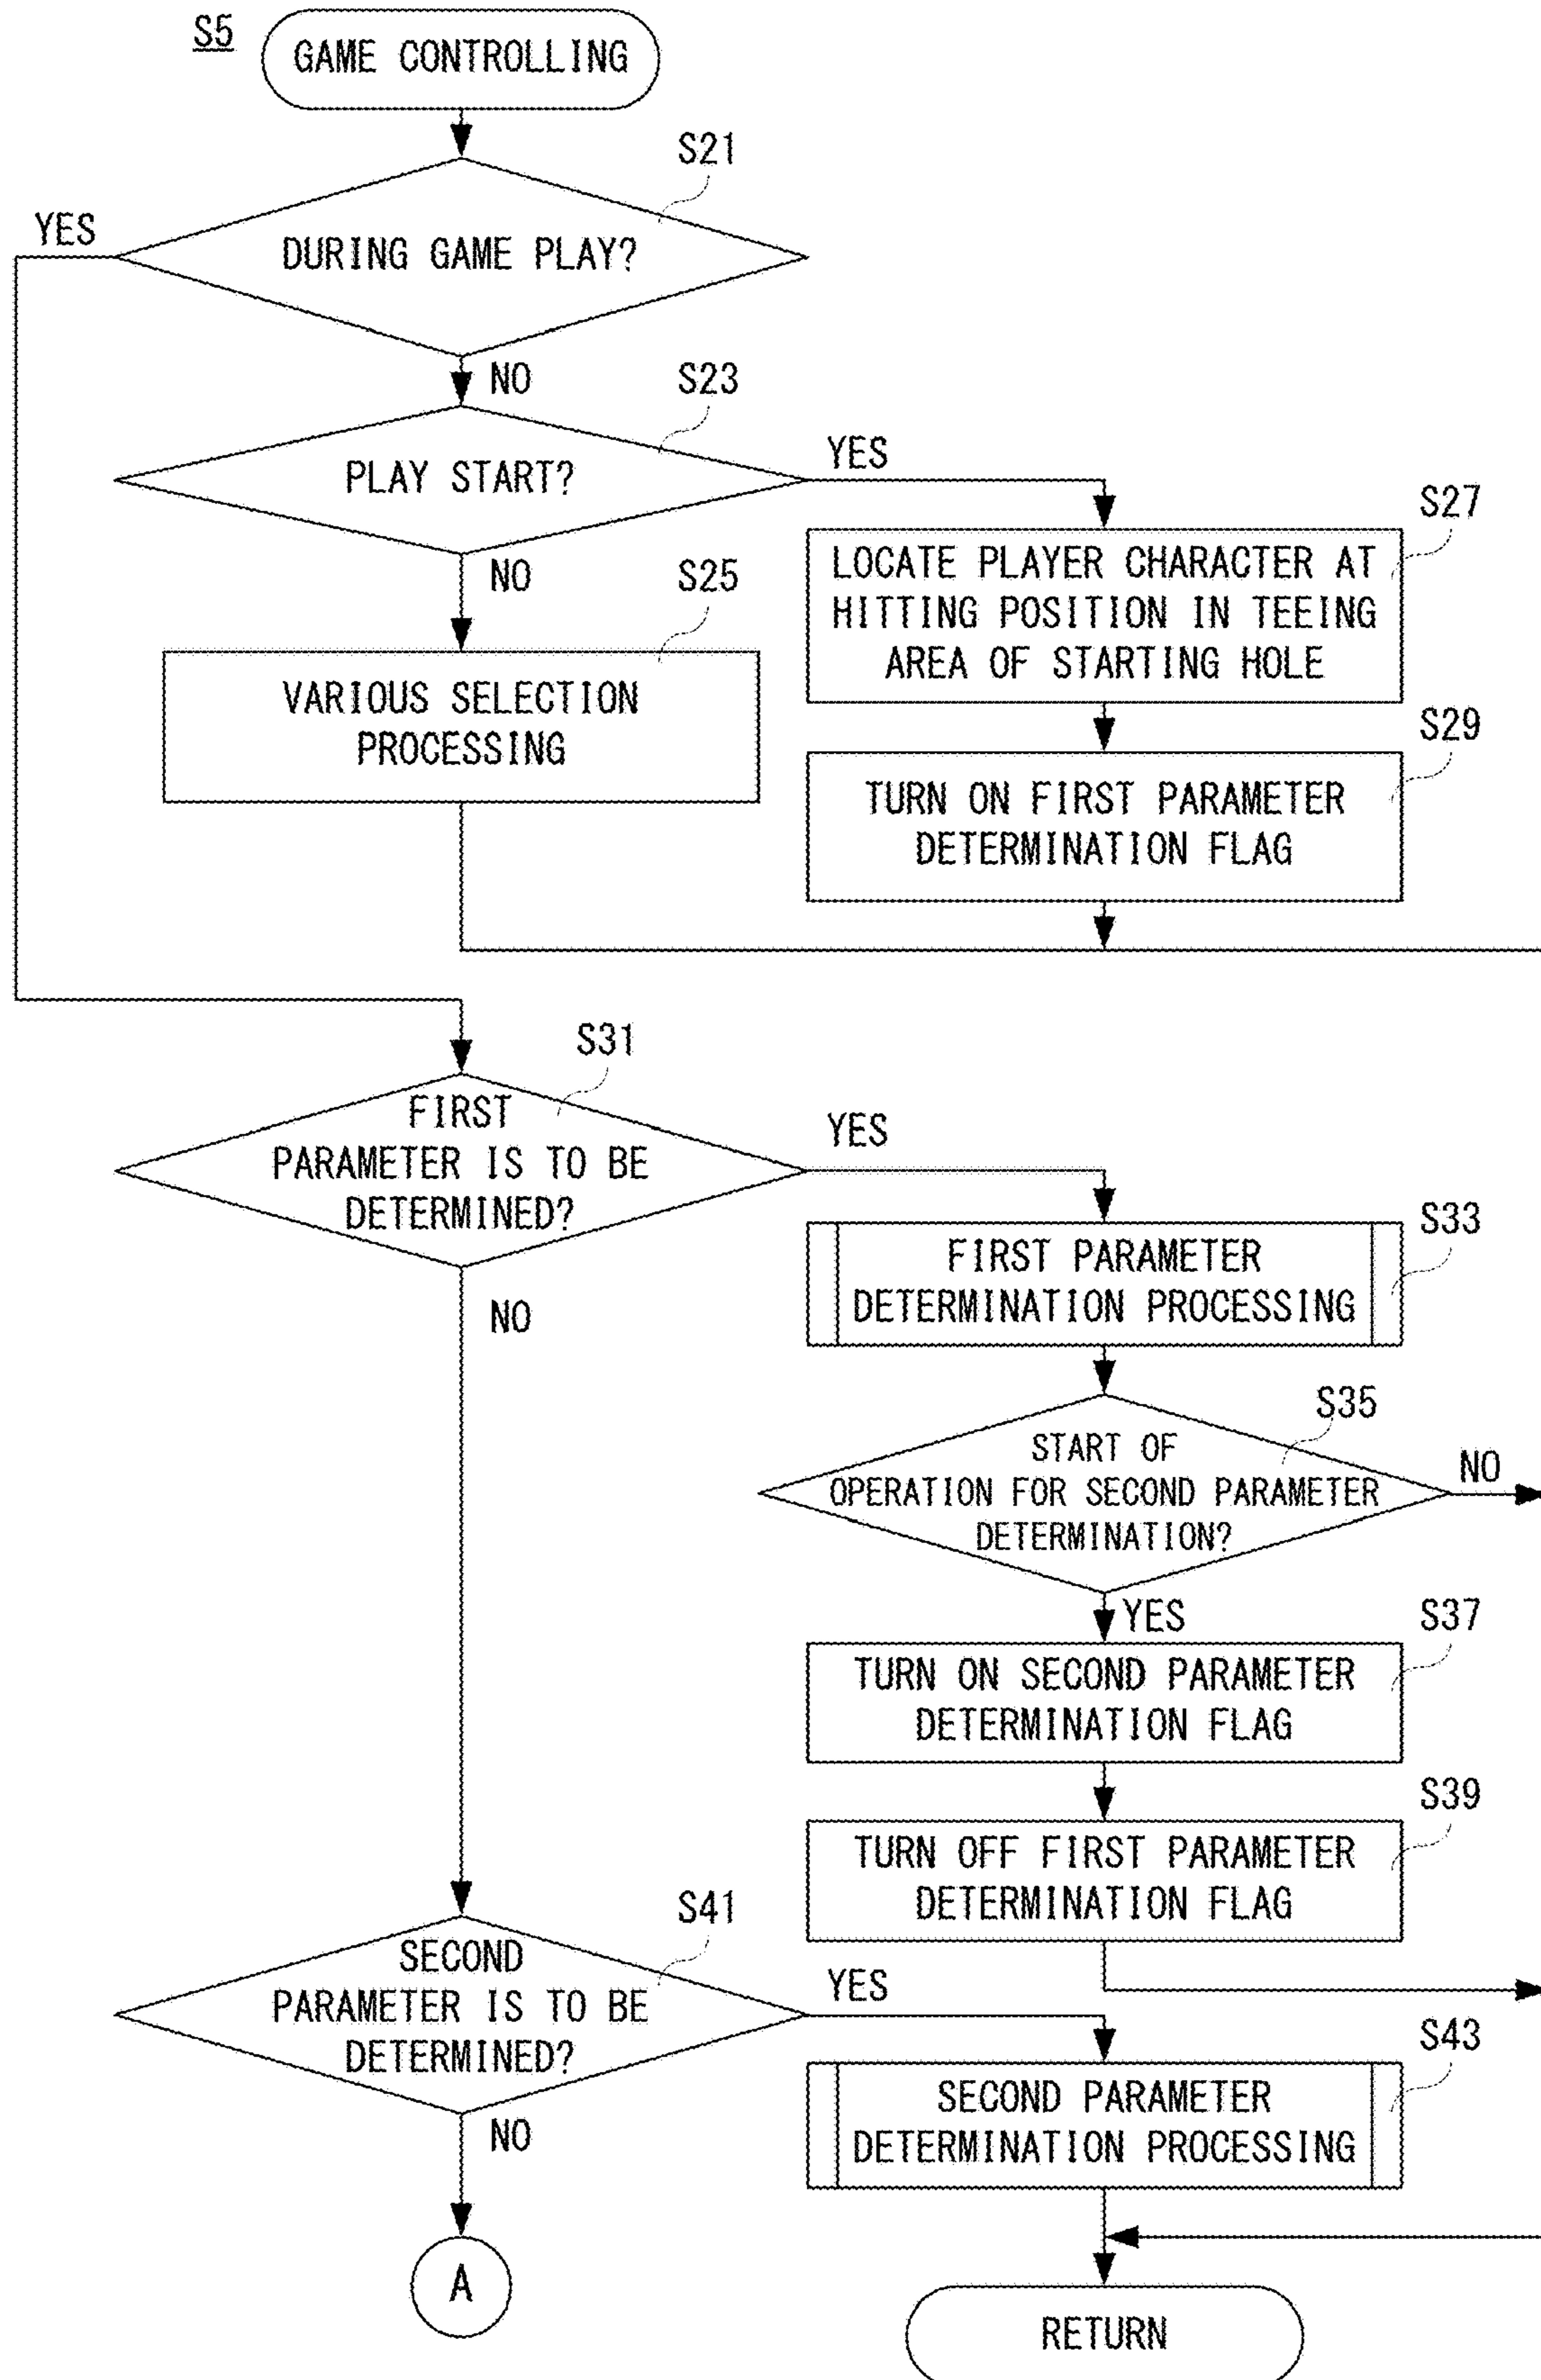 S5
GAME CONTROLLING
S21
YES
DURING GAME PLAY?
NO
S23
YES
PLAY START?
S27
LOCATE PLAYER CHARACTER AT
HITTING POSITION IN TEEING
AREA OF STARTING HOLE
NO
S25
VARIOUS SELECTION
PROCESSING
S29
TURN ON FIRST PARAMETER
DETERMINATION FLAG
S31
FIRST
PARAMETER IS TO BE
DETERMINED?
YES
NO
S33
FIRST PARAMETER
DETERMINATION PROCESSING
S35
START OF
OPERATION FOR SECOND PARAMETER
DETERMINATION?
NO
YES
S37
TURN ON SECOND PARAMETER
DETERMINATION FLAG
S39
TURN OFF FIRST PARAMETER
DETERMINATION FLAG
S41
SECOND
PARAMETER IS TO BE
DETERMINED?
YES
NO
S43
SECOND PARAMETER
DETERMINATION PROCESSING
A
RETURN